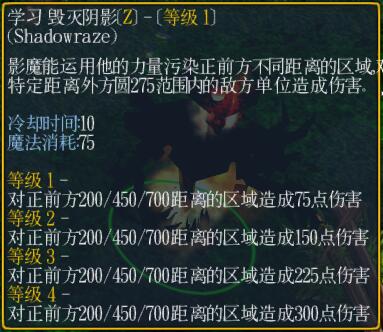 学习 毁灭阴影[Z] - [等级 1]
(Shadowraze)
影魔能运用他的力量污染正前方不同距离的区域,对
特定距离外方圆275范围内的敌方单位造成伤害。
冷却时间:10
魔法消耗:75
等级 1 -
对正前方200/450/700距离的区域造成75点伤害
等级 2 -
对正前方200/450/700距离的区域造成150点伤害
等级 3 -
对正前方200/450/700距离的区域造成225点伤害
等级 4 -
对正前方200/450/700距离的区域造成300点伤害